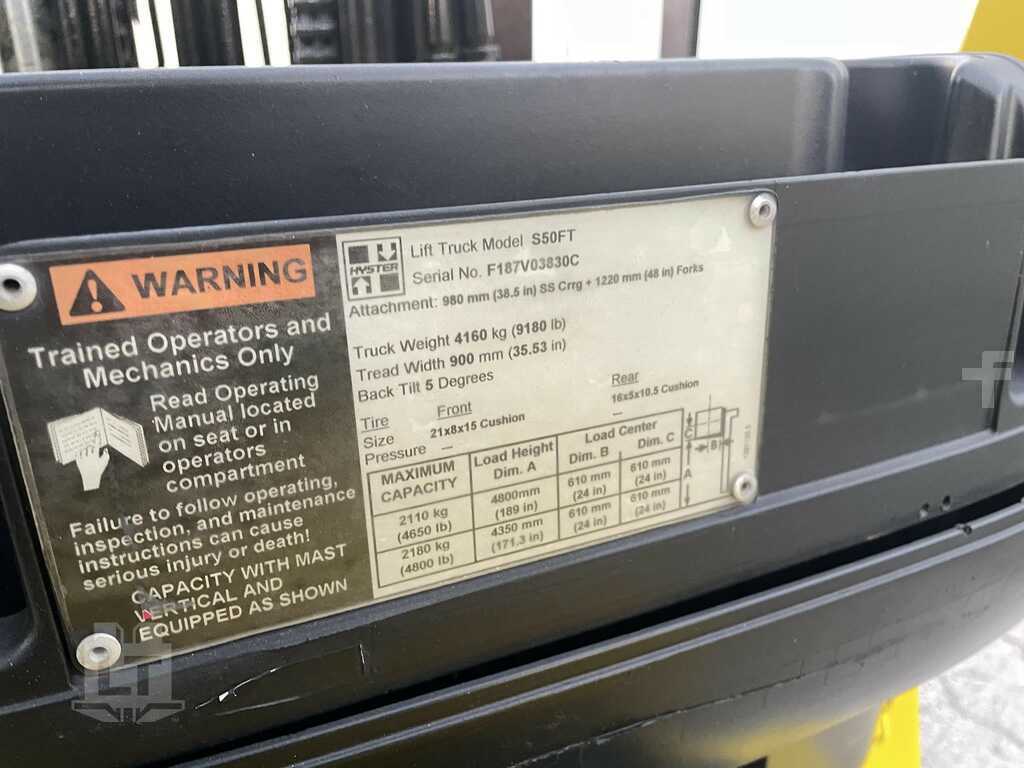 WARNING
Trained Operators and
Mechanics Only
Read Operating
Manual located
on seat or in
operators
compartment
Failure to follow operating,
inspection, and maintenance
instructions can cause
serious injury or death!
CAPACITY WITH MAST
VERTICAL AND
EQUIPPED AS SHOWN
HYSTER
Lift Truck Model S50FT
Serial No. F187V03830C
Attachment: 980 mm (38.5 in) SS Crrg + 1220 mm (48 in) Forks
Truck Weight 4160 kg (9180 lb)
Tread Width 900 mm (35.53 in)
Back Tilt 5 Degrees
Tire Front Rear
Size 21x8x15 Cushion 16x5x10.5 Cushion
Pressure — —
MAXIMUM CAPACITY Load Height Dim. A Load Center Dim. B Dim. C
2110 kg (4650 lb) 4800mm (189 in) 610 mm (24 in) 610 mm (24 in)
2180 kg (4800 lb) 4350 mm (171.3 in) 610 mm (24 in) 610 mm (24 in)
C
B
A
LT
f